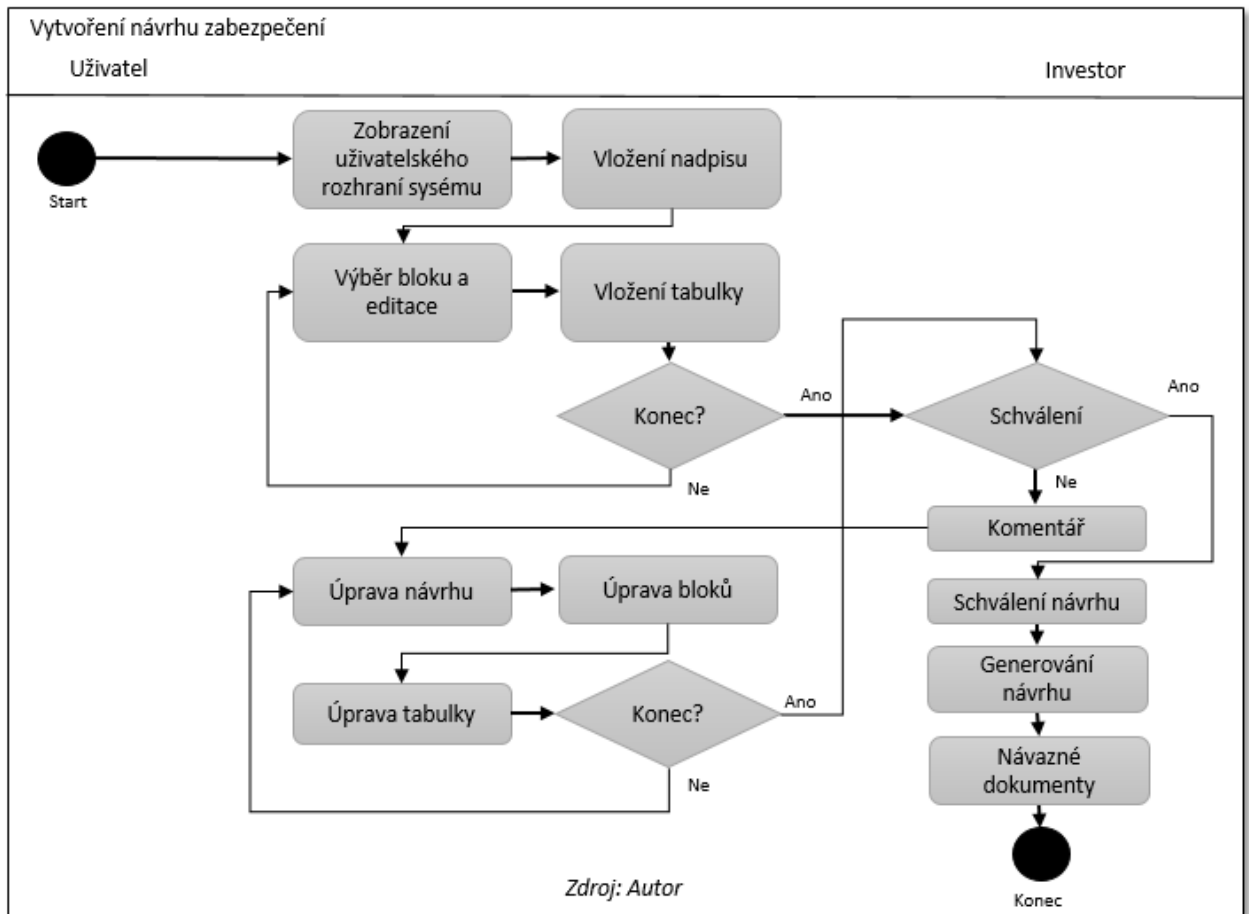 Vytvoření návrhu zabezpečení
Uživatel
Investor
Start
Zobrazení
uživatelského
rozhraní sysému
Vložení nadpisu
Výběr bloku a
editace
Vložení tabulky
Konec?
Ano
Ne
Schválení
Ano
Ne
Komentář
Úprava návrhu
Úprava bloků
Schválení návrhu
Úprava tabulky
Konec?
Ano
Ne
Generování
návrhu
Návazné
dokumenty
Konec
Zdroj: Autor